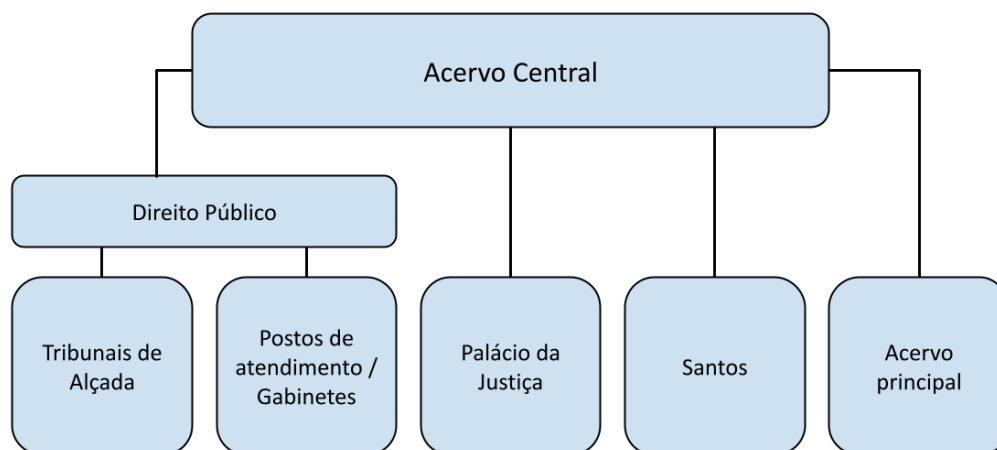 Acervo Central
Direito Público
Tribunais de
Alçada
Postos de
atendimento /
Gabinetes
Palácio da
Justiça
Santos
Acervo
principal